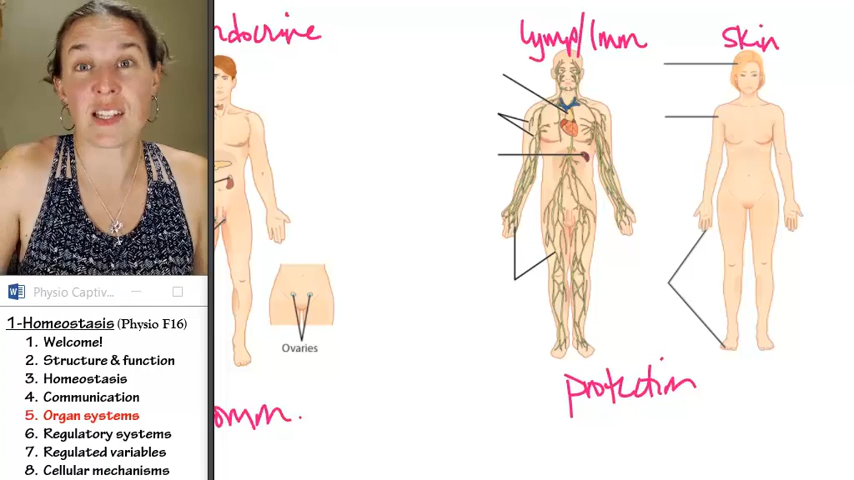 ndocrine
Lymp/Imm
Skin
Physio Captiv...
1-Homeostasis (Physio F16)
1. Welcome!
2. Structure & function
3. Homeostasis
4. Communication
5. Organ systems
6. Regulatory systems
7. Regulated variables
8. Cellular mechanisms
Ovaries
omm.
protection